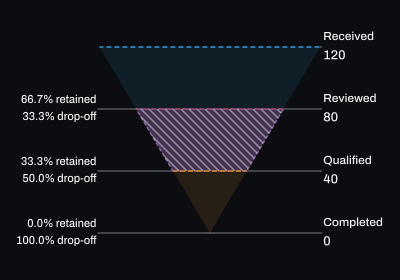 Received
120
66.7% retained
33.3% drop-off
Reviewed
80
33.3% retained
50.0% drop-off
Qualified
40
0.0% retained
100.0% drop-off
Completed
0